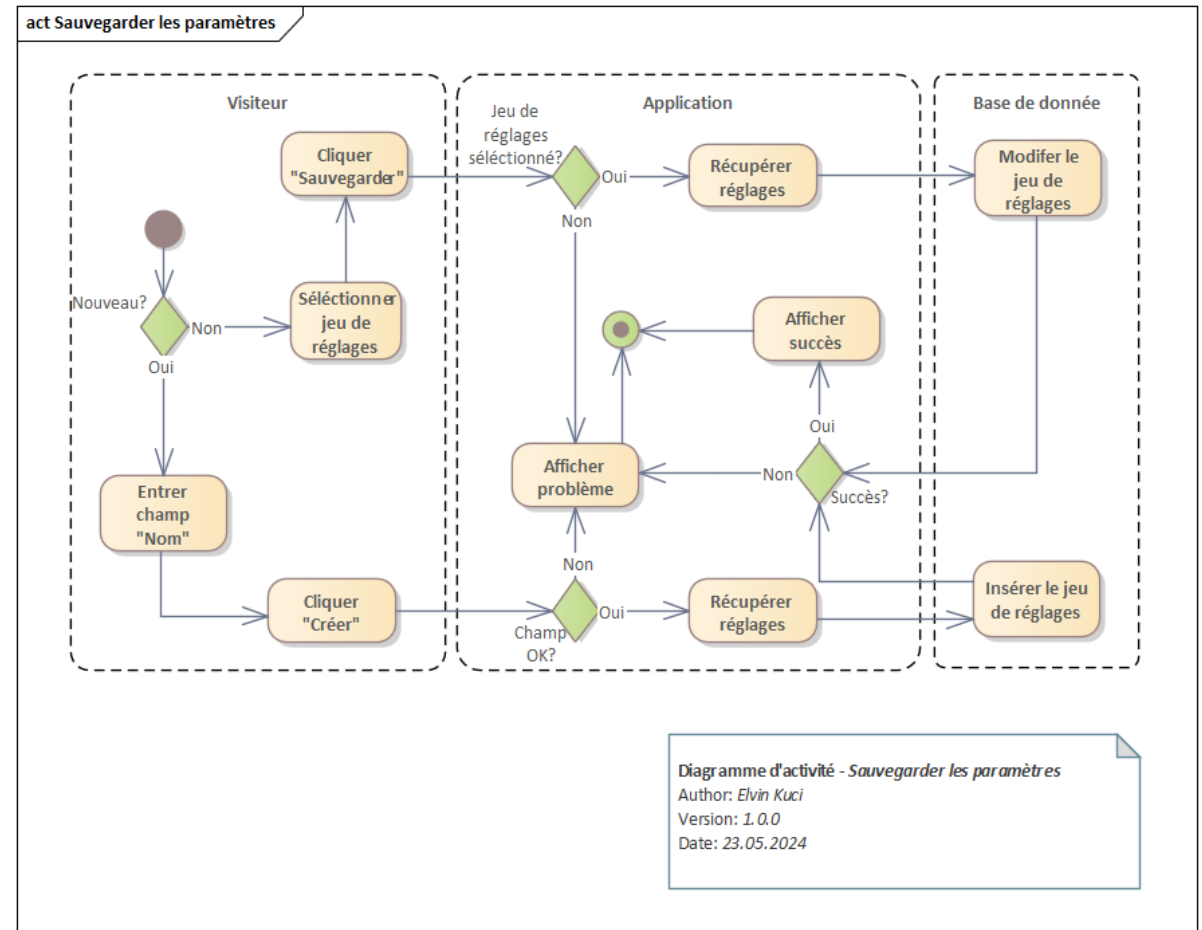 act Sauvegarder les paramètres
Visiteur
Application
Base de donnée
Jeu de
réglages
séléctionné?
Cliquer
"Sauvegarder"
Oui
Non
Récupérer
réglages
Modifer le
jeu de
réglages
Nouveau?
Non
Oui
Séléctionner
jeu de
réglages
Afficher
succès
Oui
Afficher
problème
Non
Succès?
Entrer
champ
"Nom"
Cliquer
"Créer"
Non
Champ
OK?
Oui
Récupérer
réglages
Insérer le jeu
de réglages
Diagramme d'activité - Sauvegarder les paramètres
Author: Elvin Kuci
Version: 1.0.0
Date: 23.05.2024